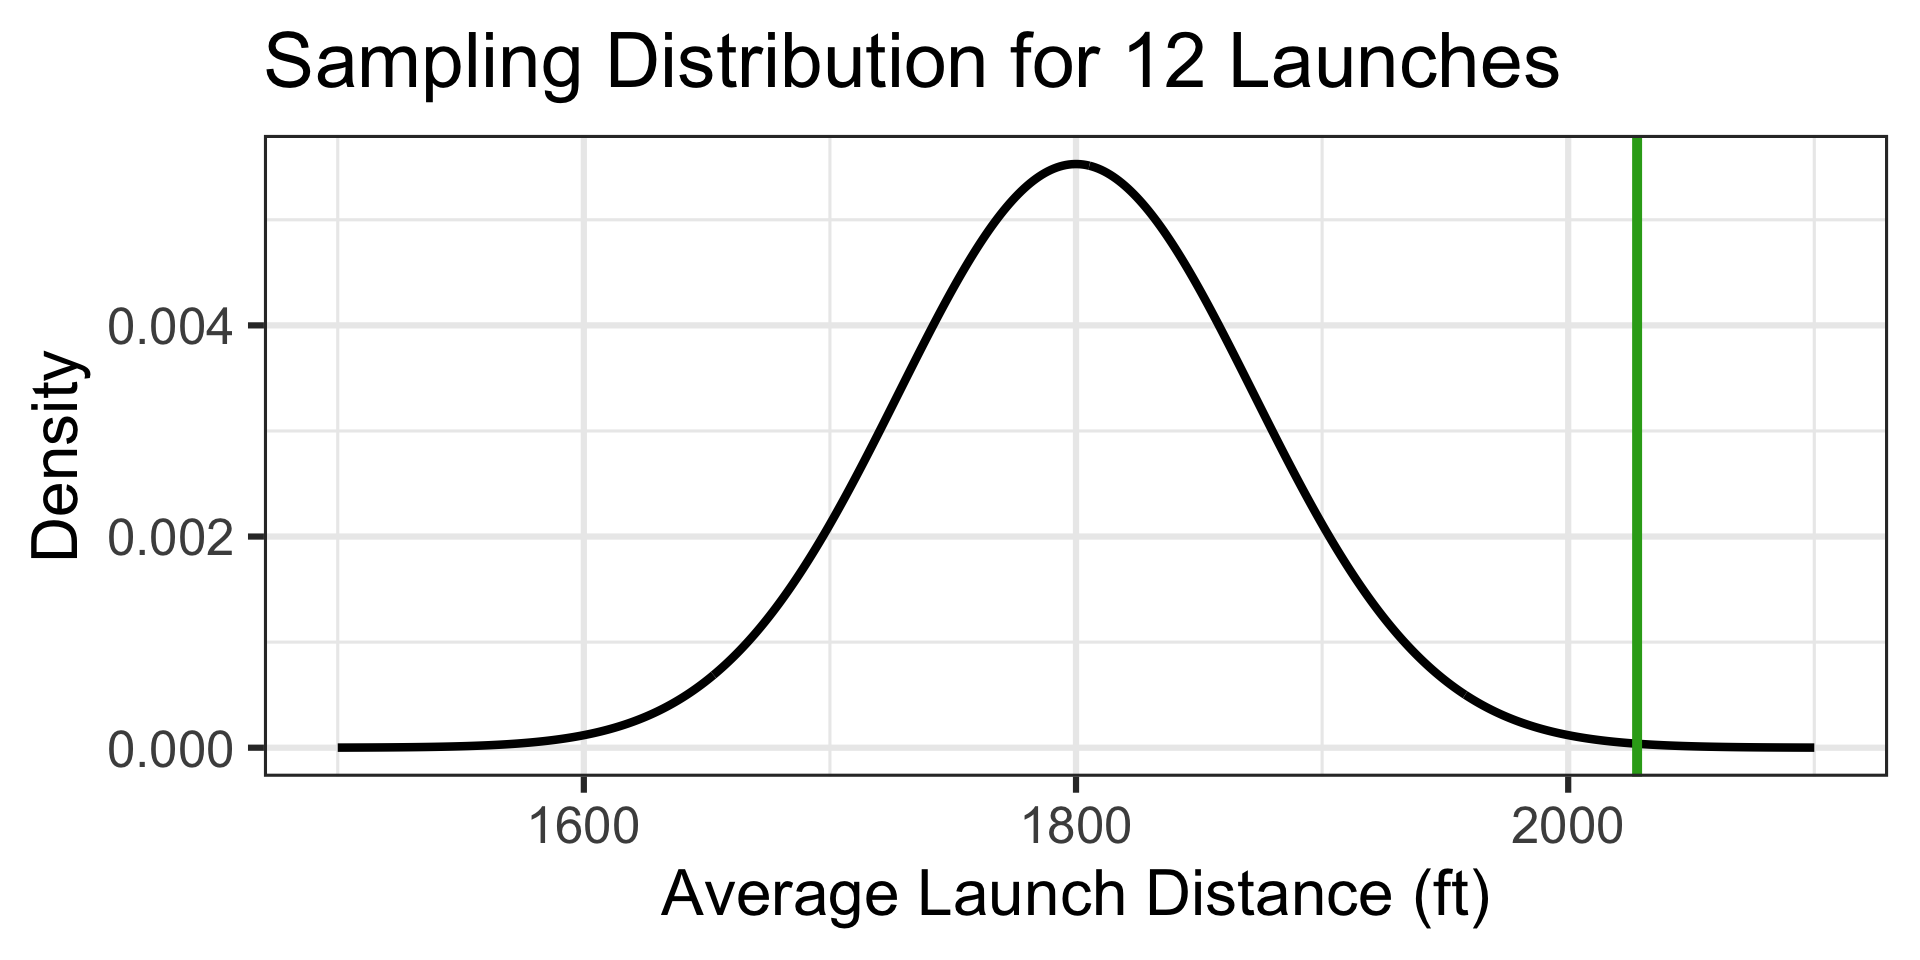 Sampling Distribution for 12 Launches
Density
0.004
0.002
0.000
1600 1800 2000
Average Launch Distance (ft)